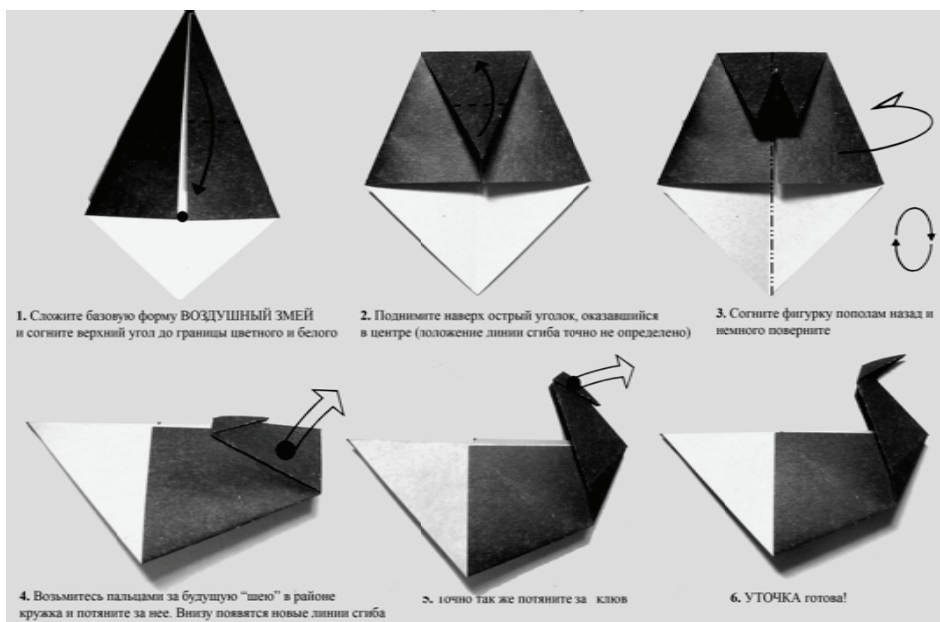 1. Сложите базовую форму ВОЗДУШНЫЙ ЗМЕЙ
и согните верхний угол до границы цветного и белого
2. Поднимите наверх острый уголок, оказавшийся
в центре (положение линии сгиба точно не определено)
3. Согните фигурку пополам назад и
немного поверните
4. Возьмитесь пальцами за будущую “шею” в районе
кружка и потяните за нее. Внизу появятся новые линии сгиба
5. Точно так же потяните за клюв
6. УТОЧКА готова!